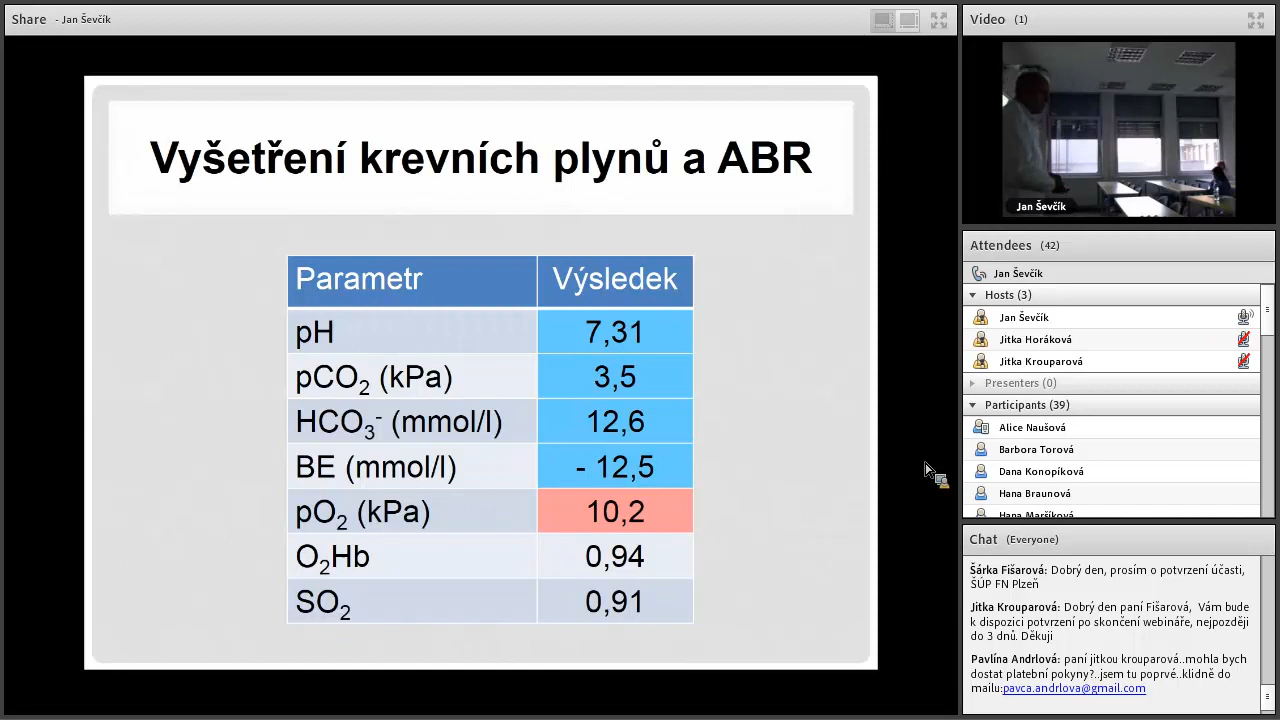 Share - Jan Ševčík
Vyšetření krevních plynů a ABR
Parametr Výsledek
pH 7,31
pCO₂ (kPa) 3,5
HCO₃⁻ (mmol/l) 12,6
BE (mmol/l) - 12,5
pO₂ (kPa) 10,2
O₂Hb 0,94
SO₂ 0,91
Video (1)
Jan Ševčík
Attendees (42)
Jan Ševčík
Hosts (3)
Jan Ševčík
Jitka Horáková
Jitka Krouparová
Presenters (0)
Participants (39)
Alice Naušová
Barbora Torová
Dana Konopíková
Hana Braunová
Hana Maršíková
Chat (Everyone)
Šárka Fišarová: Dobrý den, prosím o potvrzení účasti,
ŠÚP FN Plzeň
Jitka Krouparová: Dobrý den paní Fišarová, Vám bude
k dispozici potvrzení po skončení webináře, nejpozději
do 3 dnů. Děkuji
Pavlína Andrlová: paní jitkou krouparová..mohla bych
dostat platební pokyny?..jsem tu poprvé..klidně do
mailu:pavca.andrlova@gmail.com